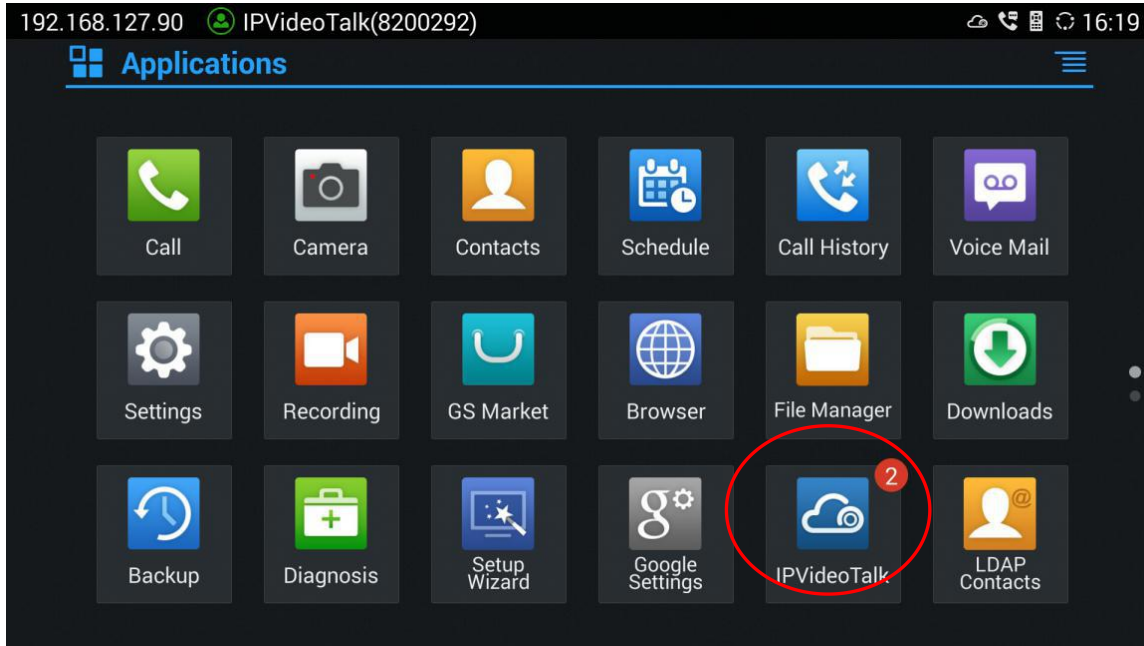 192.168.127.90 IPVideoTalk(8200292) 16:19
Applications
Call Camera Contacts Schedule Call History Voice Mail
Settings Recording GS Market Browser File Manager Downloads
2
Backup Diagnosis Setup Wizard Google Settings IPVideoTalk LDAP Contacts